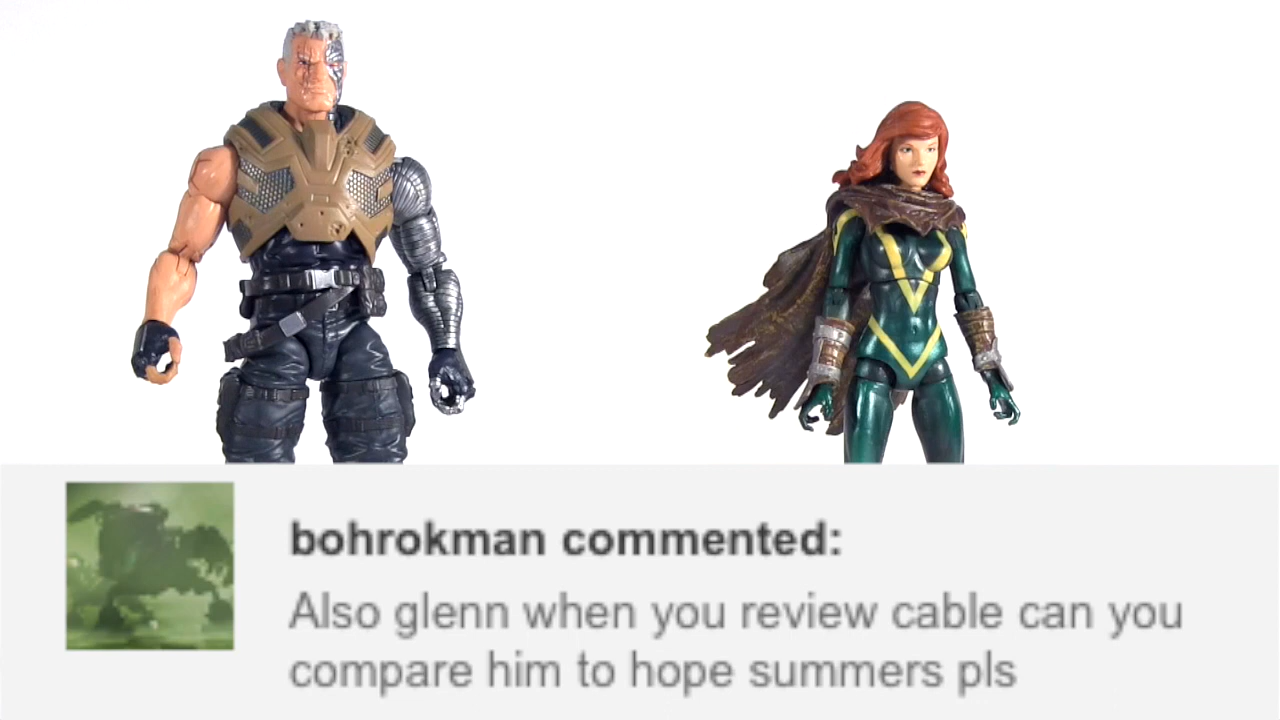 bohrokman commented:
Also glenn when you review cable can you
compare him to hope summers pls